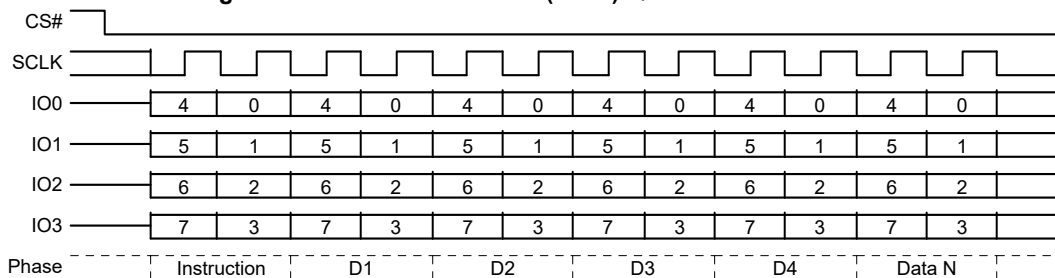 CS#
SCLK
IO0 4 0 4 0 4 0 4 0 4 0 4 0
IO1 5 1 5 1 5 1 5 1 5 1 5 1
IO2 6 2 6 2 6 2 6 2 6 2 6 2
IO3 7 3 7 3 7 3 7 3 7 3 7 3
Phase Instruction D1 D2 D3 D4 Data N